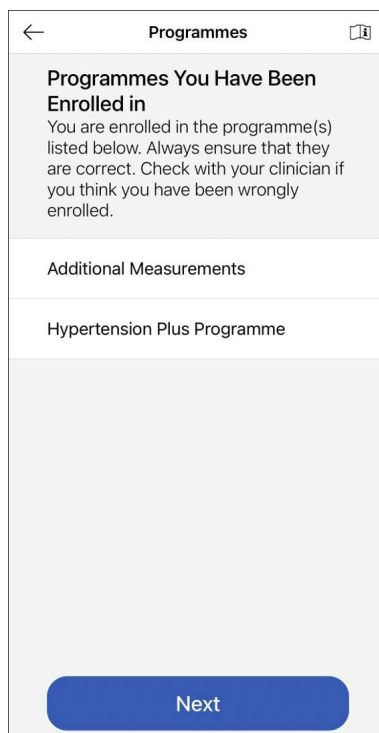 Programmes
Programmes You Have Been
Enrolled in
You are enrolled in the programme(s)
listed below. Always ensure that they
are correct. Check with your clinician if
you think you have been wrongly
enrolled.
Additional Measurements
Hypertension Plus Programme
Next